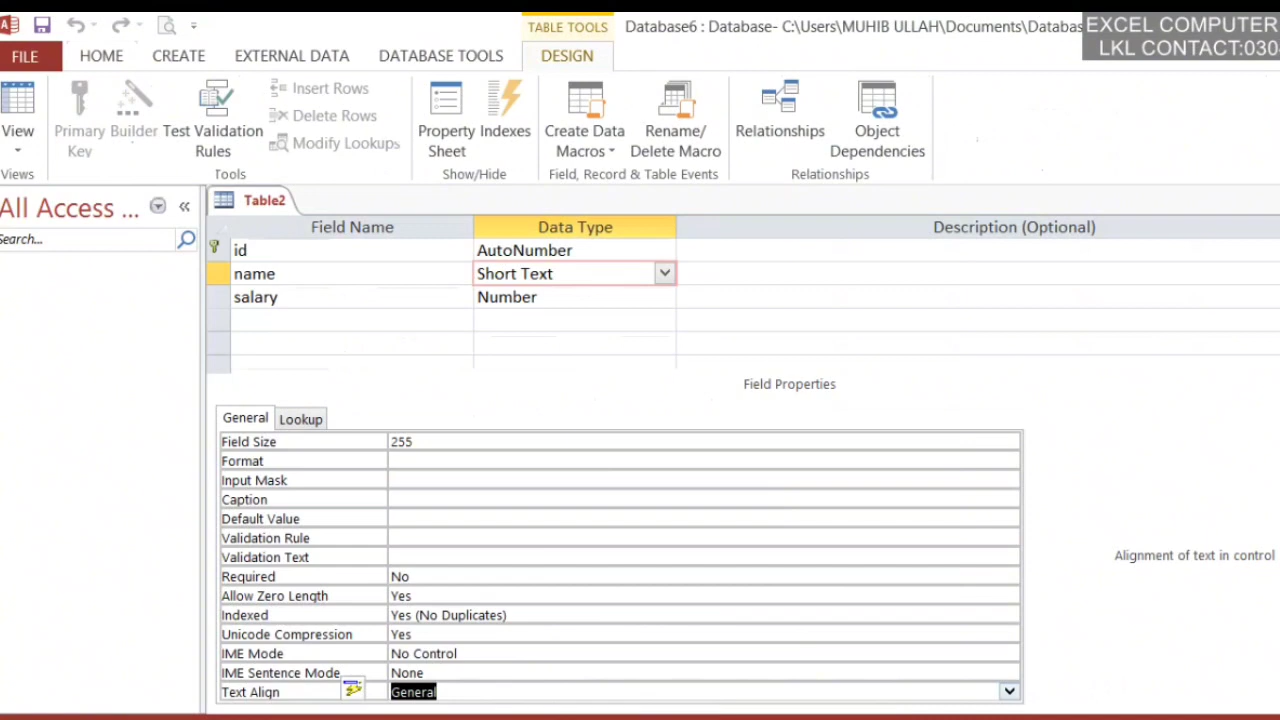 TABLE TOOLS
Database6 : Database- C:\Users\MUHIB ULLAH\Documents\Databas
EXCEL COMPUTER
LKL CONTACT:030
FILE HOME CREATE EXTERNAL DATA DATABASE TOOLS DESIGN
View
Primary Key
Builder
Test Validation Rules
Insert Rows
Delete Rows
Modify Lookups
Property Sheet
Indexes
Create Data Macros
Rename/ Delete Macro
Relationships
Object Dependencies
Views Tools Show/Hide Field, Record & Table Events Relationships
All Access ...
Search...
Table2
Field Name Data Type Description (Optional)
id AutoNumber
name Short Text
salary Number
Field Properties
General Lookup
Field Size 255
Format
Input Mask
Caption
Default Value
Validation Rule
Validation Text
Required No
Allow Zero Length Yes
Indexed Yes (No Duplicates)
Unicode Compression Yes
IME Mode No Control
IME Sentence Mode None
Text Align General
Alignment of text in control